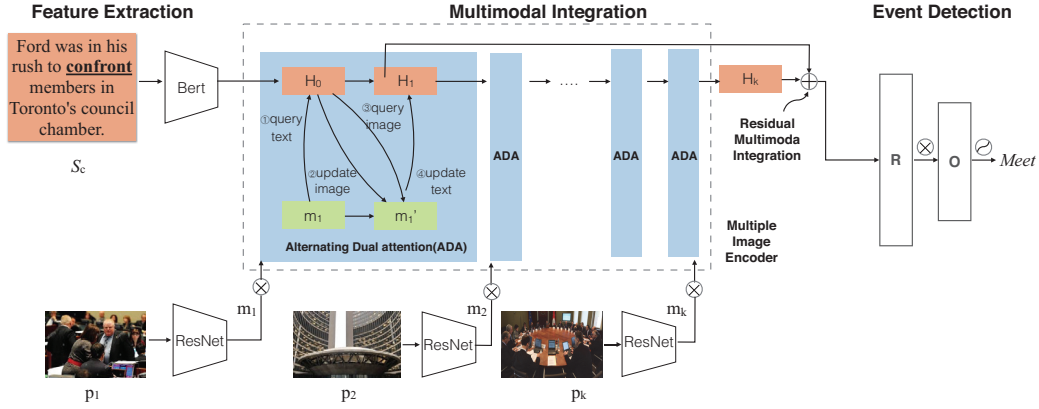 Feature Extraction
Multimodal Integration
Event Detection
Ford was in his
rush to confront
members in
Toronto's council
chamber.
Sc
Bert
H0
H1
①query
text
③query
image
②update
image
④update
text
m1
m1'
Alternating Dual attention(ADA)
ADA
....
ADA
ADA
Hk
Residual
Multimoda
Integration
Multiple
Image
Encoder
R
O
Meet
m1
m2
mk
ResNet
ResNet
ResNet
p1
p2
pk